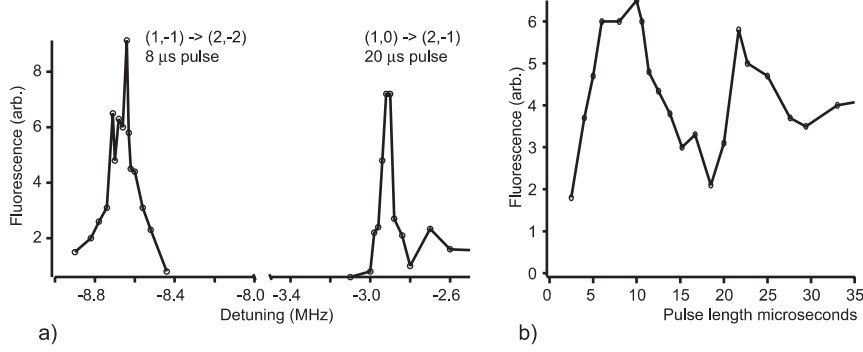 (1,-1) -> (2,-2)
8 μs pulse
(1,0) -> (2,-1)
20 μs pulse
Fluorescence (arb.)
8
6
4
2
-8.8
-8.4
-8.0
-3.4
-3.0
-2.6
Detuning (MHz)
a)
Fluorescence (arb.)
6
5
4
3
2
1
0
0
5
10
15
20
25
30
35
Pulse length microseconds
b)